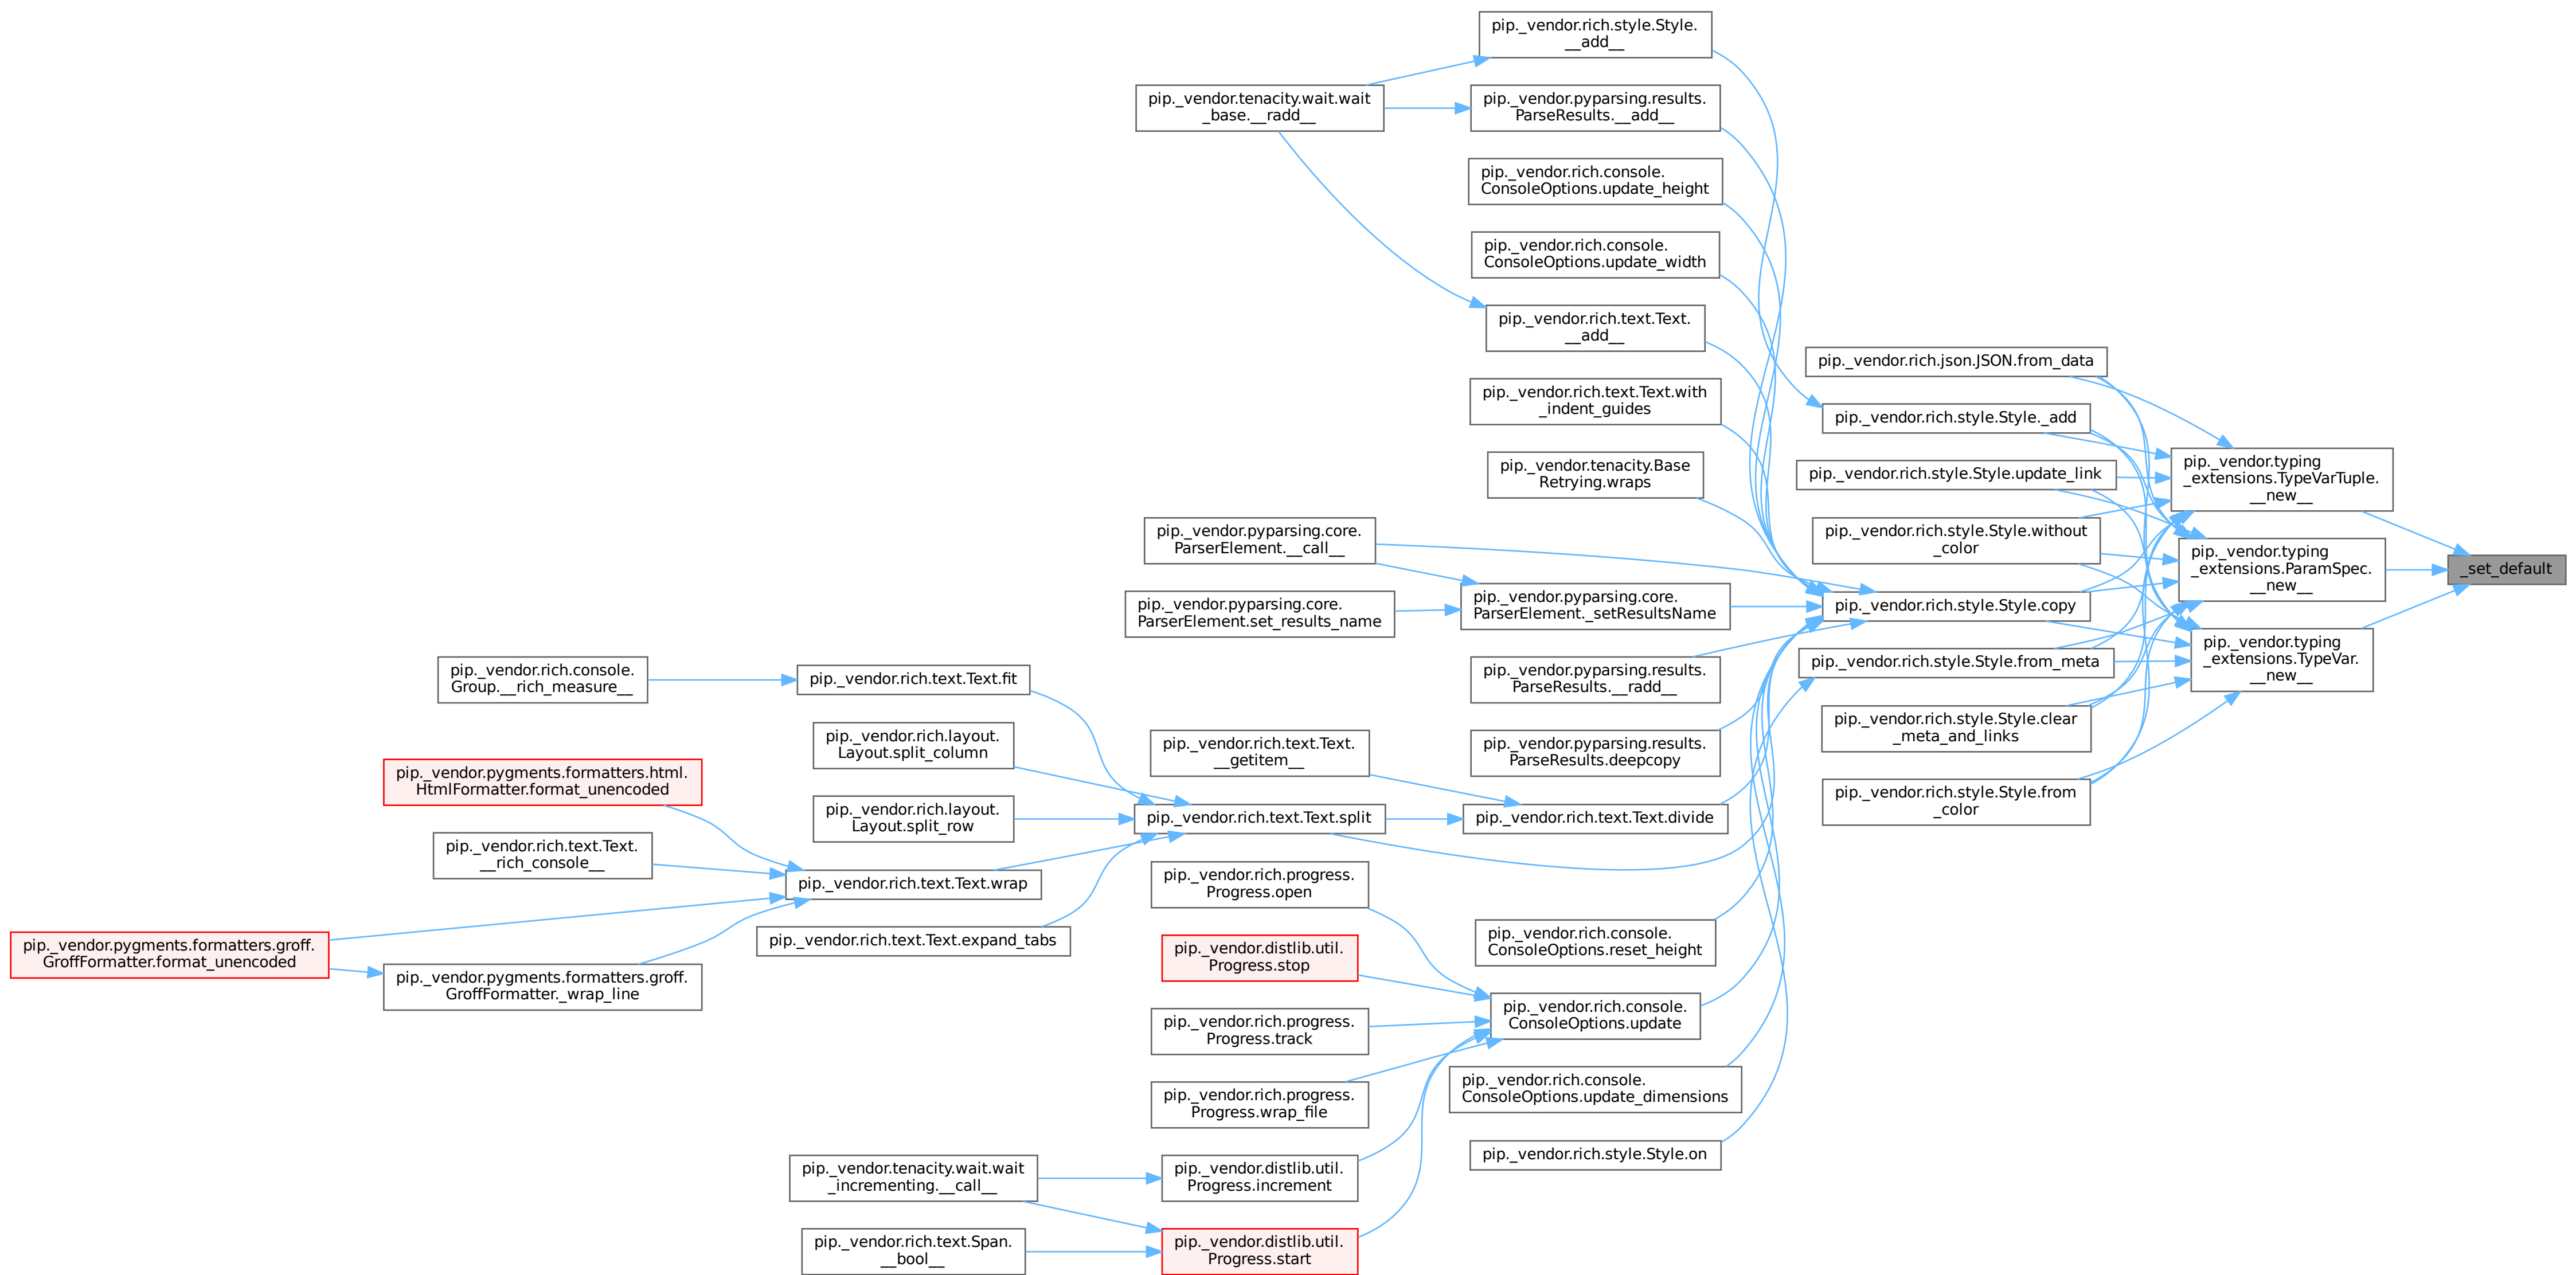 pip._vendor.rich.style.Style.
__add__
pip._vendor.tenacity.wait.wait
_base.__radd__
pip._vendor.pyparsing.results.
ParseResults.__add__
pip._vendor.rich.console.
ConsoleOptions.update_height
pip._vendor.rich.console.
ConsoleOptions.update_width
pip._vendor.rich.text.Text.
__add__
pip._vendor.rich.text.Text.with
_indent_guides
pip._vendor.tenacity.Base
Retrying.wraps
pip._vendor.pyparsing.core.
ParserElement.__call__
pip._vendor.pyparsing.core.
ParserElement.set_results_name
pip._vendor.pyparsing.core.
ParserElement._setResultsName
pip._vendor.pyparsing.results.
ParseResults.__radd__
pip._vendor.pyparsing.results.
ParseResults.deepcopy
pip._vendor.rich.json.JSON.from_data
pip._vendor.rich.style.Style._add
pip._vendor.rich.style.Style.update_link
pip._vendor.rich.style.Style.without
_color
pip._vendor.rich.style.Style.copy
pip._vendor.rich.style.Style.from_meta
pip._vendor.rich.style.Style.clear
_meta_and_links
pip._vendor.rich.style.Style.from
_color
pip._vendor.typing
_extensions.TypeVarTuple.
__new__
pip._vendor.typing
_extensions.ParamSpec.
__new__
pip._vendor.typing
_extensions.TypeVar.
__new__
_set_default
pip._vendor.rich.console.
Group.__rich_measure__
pip._vendor.rich.text.Text.fit
pip._vendor.rich.layout.
Layout.split_column
pip._vendor.rich.layout.
Layout.split_row
pip._vendor.rich.text.Text.
__getitem__
pip._vendor.rich.text.Text.split
pip._vendor.rich.text.Text.divide
pip._vendor.pygments.formatters.html.
HtmlFormatter.format_unencoded
pip._vendor.rich.text.Text.
__rich_console__
pip._vendor.rich.text.Text.wrap
pip._vendor.rich.text.Text.expand_tabs
pip._vendor.pygments.formatters.groff.
GroffFormatter.format_unencoded
pip._vendor.pygments.formatters.groff.
GroffFormatter._wrap_line
pip._vendor.rich.progress.
Progress.open
pip._vendor.distlib.util.
Progress.stop
pip._vendor.rich.progress.
Progress.track
pip._vendor.rich.progress.
Progress.wrap_file
pip._vendor.rich.console.
ConsoleOptions.reset_height
pip._vendor.rich.console.
ConsoleOptions.update
pip._vendor.rich.console.
ConsoleOptions.update_dimensions
pip._vendor.rich.style.Style.on
pip._vendor.tenacity.wait.wait
_incrementing.__call__
pip._vendor.distlib.util.
Progress.increment
pip._vendor.rich.text.Span.
__bool__
pip._vendor.distlib.util.
Progress.start